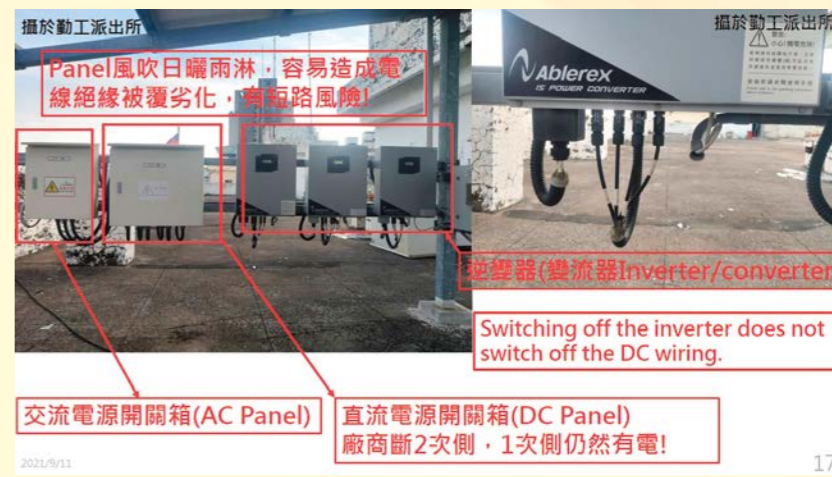 攝於勤工派出所
攝於勤工派出所
Panel風吹日曬雨淋，容易造成電
線絕緣被覆劣化，有短路風險!
Ablerex
IS POWER CONVERTER
逆變器(變流器Inverter/converter
Switching off the inverter does not
switch off the DC wiring.
交流電源開關箱(AC Panel)
直流電源開關箱(DC Panel)
廠商斷2次側，1次側仍然有電!
2021/9/11
17